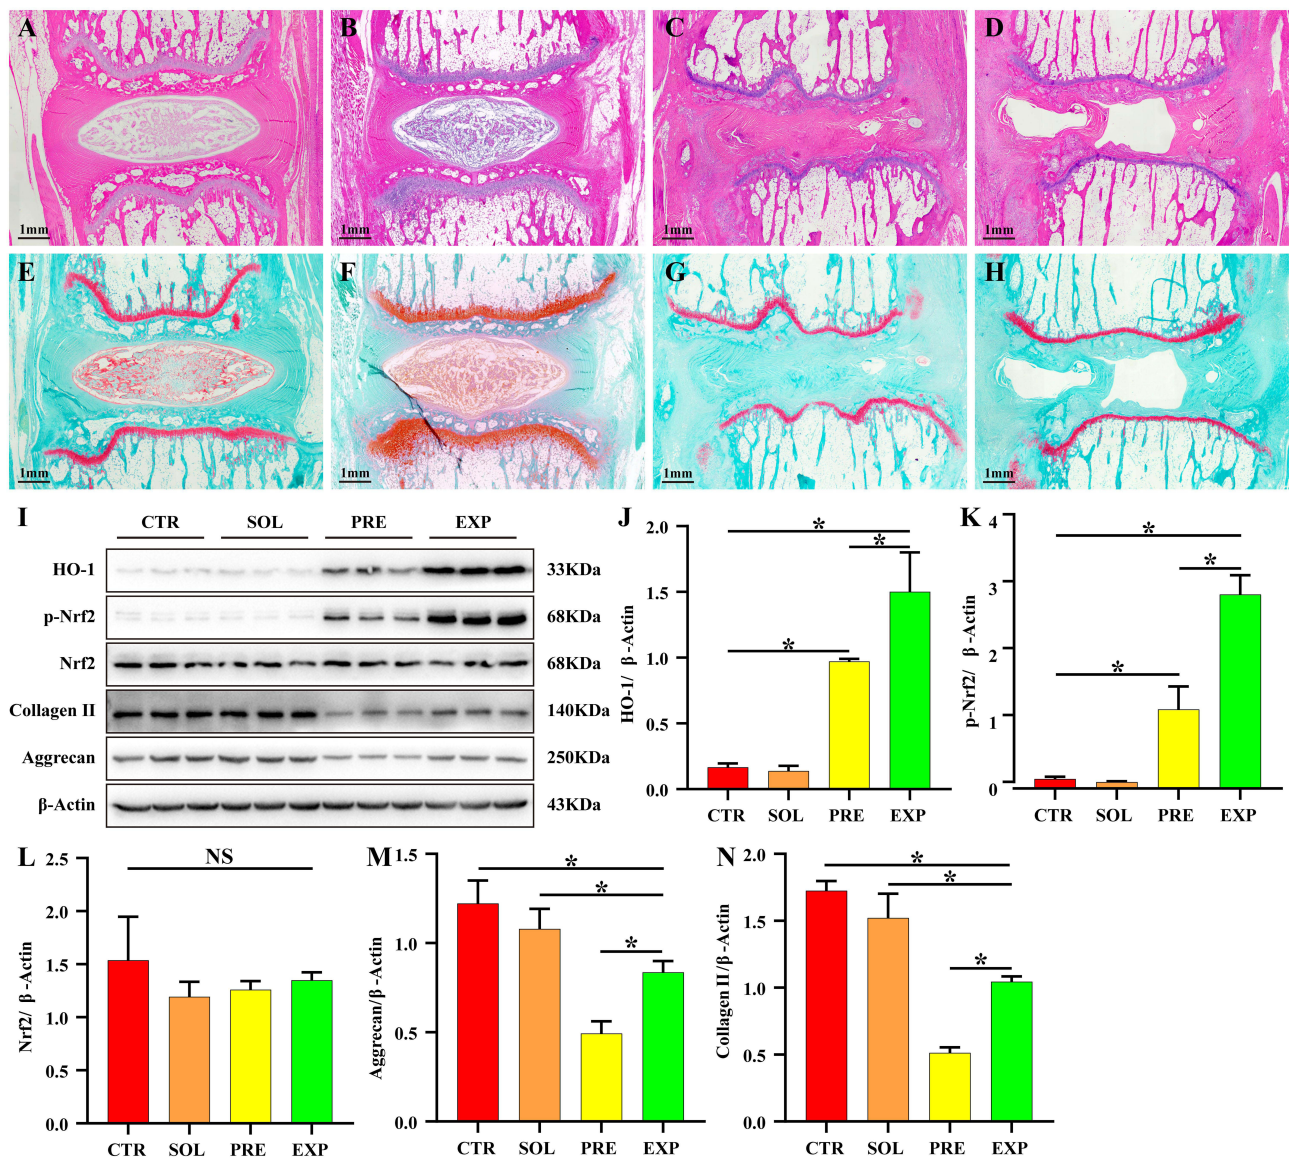 A B C D
1mm 1mm 1mm 1mm
E F G H
1mm 1mm 1mm 1mm
I
CTR SOL PRE EXP
HO-1 33KDa
p-Nrf2 68KDa
Nrf2 68KDa
Collagen II 140KDa
Aggrecan 250KDa
β-Actin 43KDa
J
HO-1/ β-Actin
2.0
1.5
1.0
0.5
0.0
* * *
CTR SOL PRE EXP
K
p-Nrf2/ β-Actin
4
3
2
1
0
* * *
CTR SOL PRE EXP
L
Nrf2/ β-Actin
2.5
2.0
1.5
1.0
0.5
0.0
NS
CTR SOL PRE EXP
M
Aggrecan/β-Actin
1.5
1.0
0.5
0.0
* * *
CTR SOL PRE EXP
N
Collagen II/β-Actin
2.0
1.5
1.0
0.5
0.0
* * *
CTR SOL PRE EXP